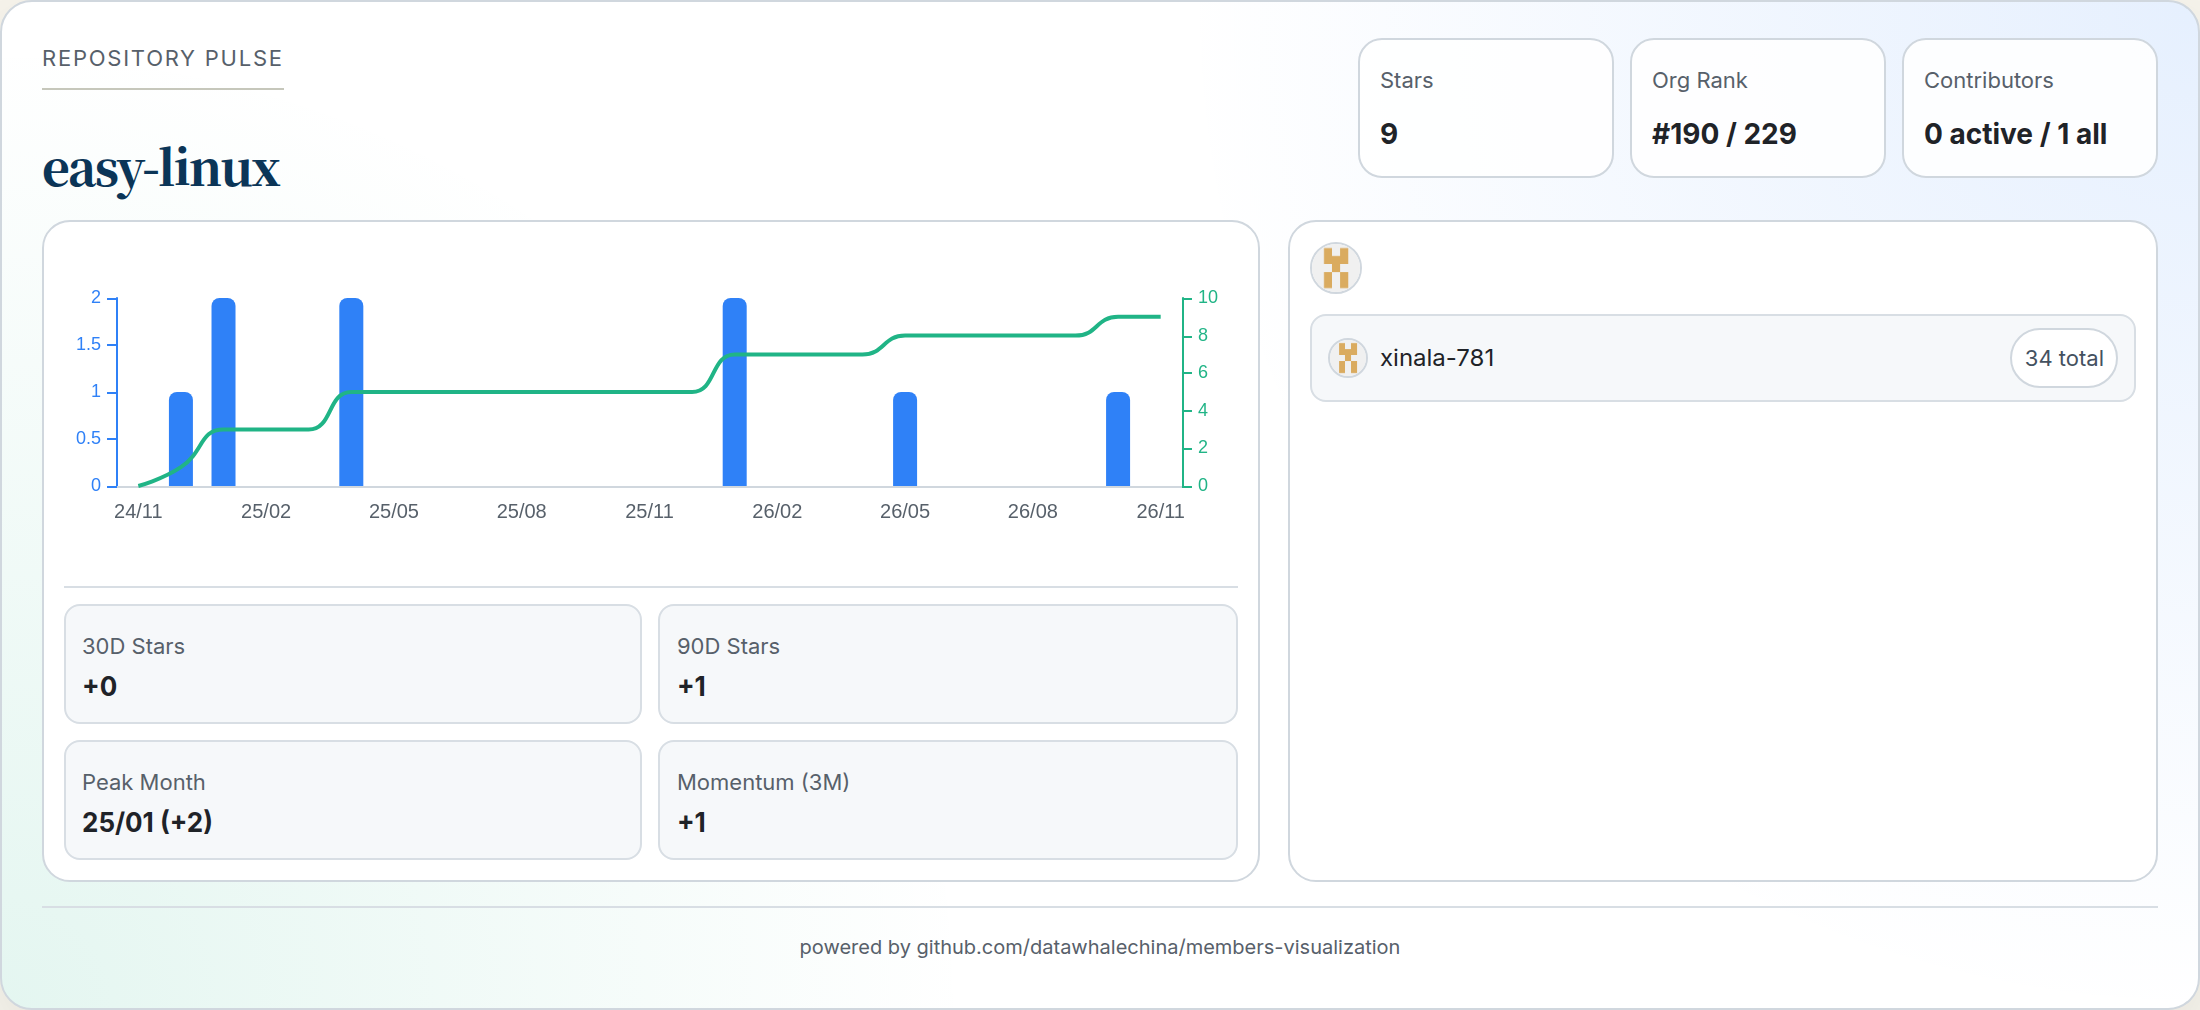 REPOSITORY PULSE
easy-linux
Stars
9
Org Rank
#190 / 229
Contributors
0 active / 1 all
2
1.5
1
0.5
0
10
8
6
4
2
0
24/11 25/02 25/05 25/08 25/11 26/02 26/05 26/08 26/11
30D Stars
+0
90D Stars
+1
Peak Month
25/01 (+2)
Momentum (3M)
+1
xinala-781
34 total
powered by github.com/datawhalechina/members-visualization